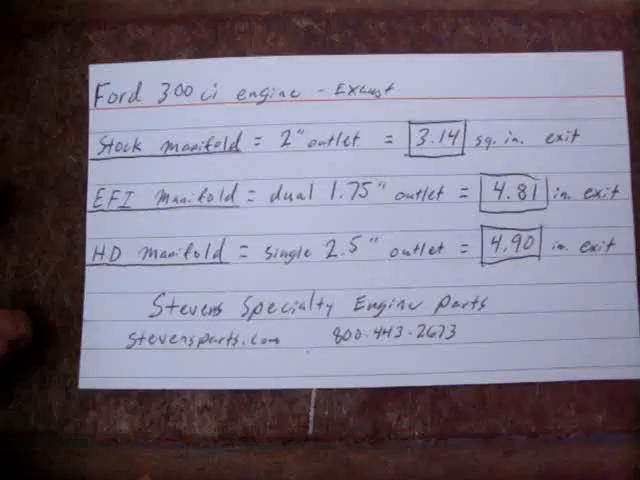 Ford 300 ci engine - Exaust
Stock manifold = 2" outlet = 3.14 sq. in. exit
EFI Manifold = dual 1.75" outlet = 4.81 in exit
HD manifold = single 2.5" outlet = 4.90 in. exit
Stevens Specialty Engine Parts
Stevensparts.com 800-443-2673